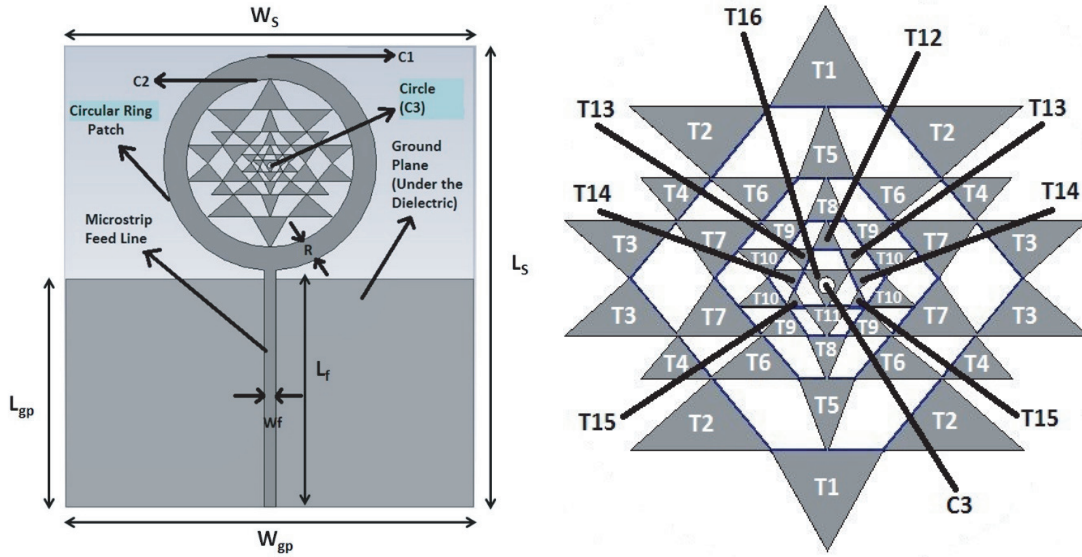 W_S
C1
C2
Circle
(C3)
Circular Ring
Patch
Ground
Plane
(Under the
Dielectric)
Microstrip
Feed Line
R
L_S
L_gp
L_f
Wf
W_gp
T16
T12
T13
T13
T14
T14
T1
T2
T2
T5
T4
T6
T6
T4
T8
T3
T7
T9
T9
T7
T3
T10
T10
T10
T10
T3
T7
T9
T11
T9
T7
T3
T4
T6
T8
T6
T4
T15
T15
T2
T5
T2
T1
C3